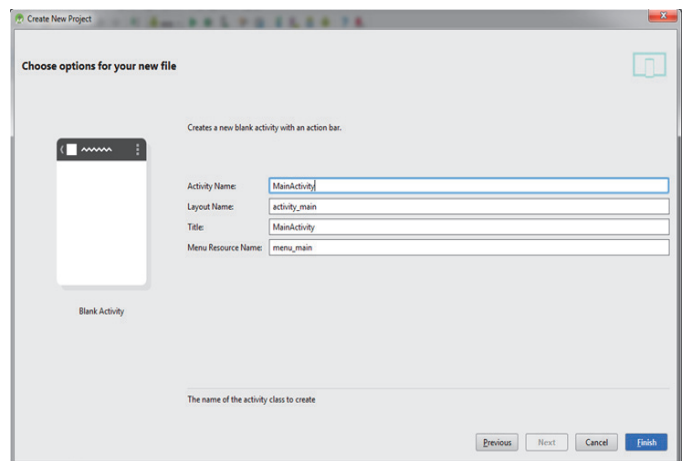 Create New Project
Choose options for your new file
Creates a new blank activity with an action bar.
Activity Name: MainActivity
Layout Name: activity_main
Title: MainActivity
Menu Resource Name: menu_main
Blank Activity
The name of the activity class to create
Previous Next Cancel Finish